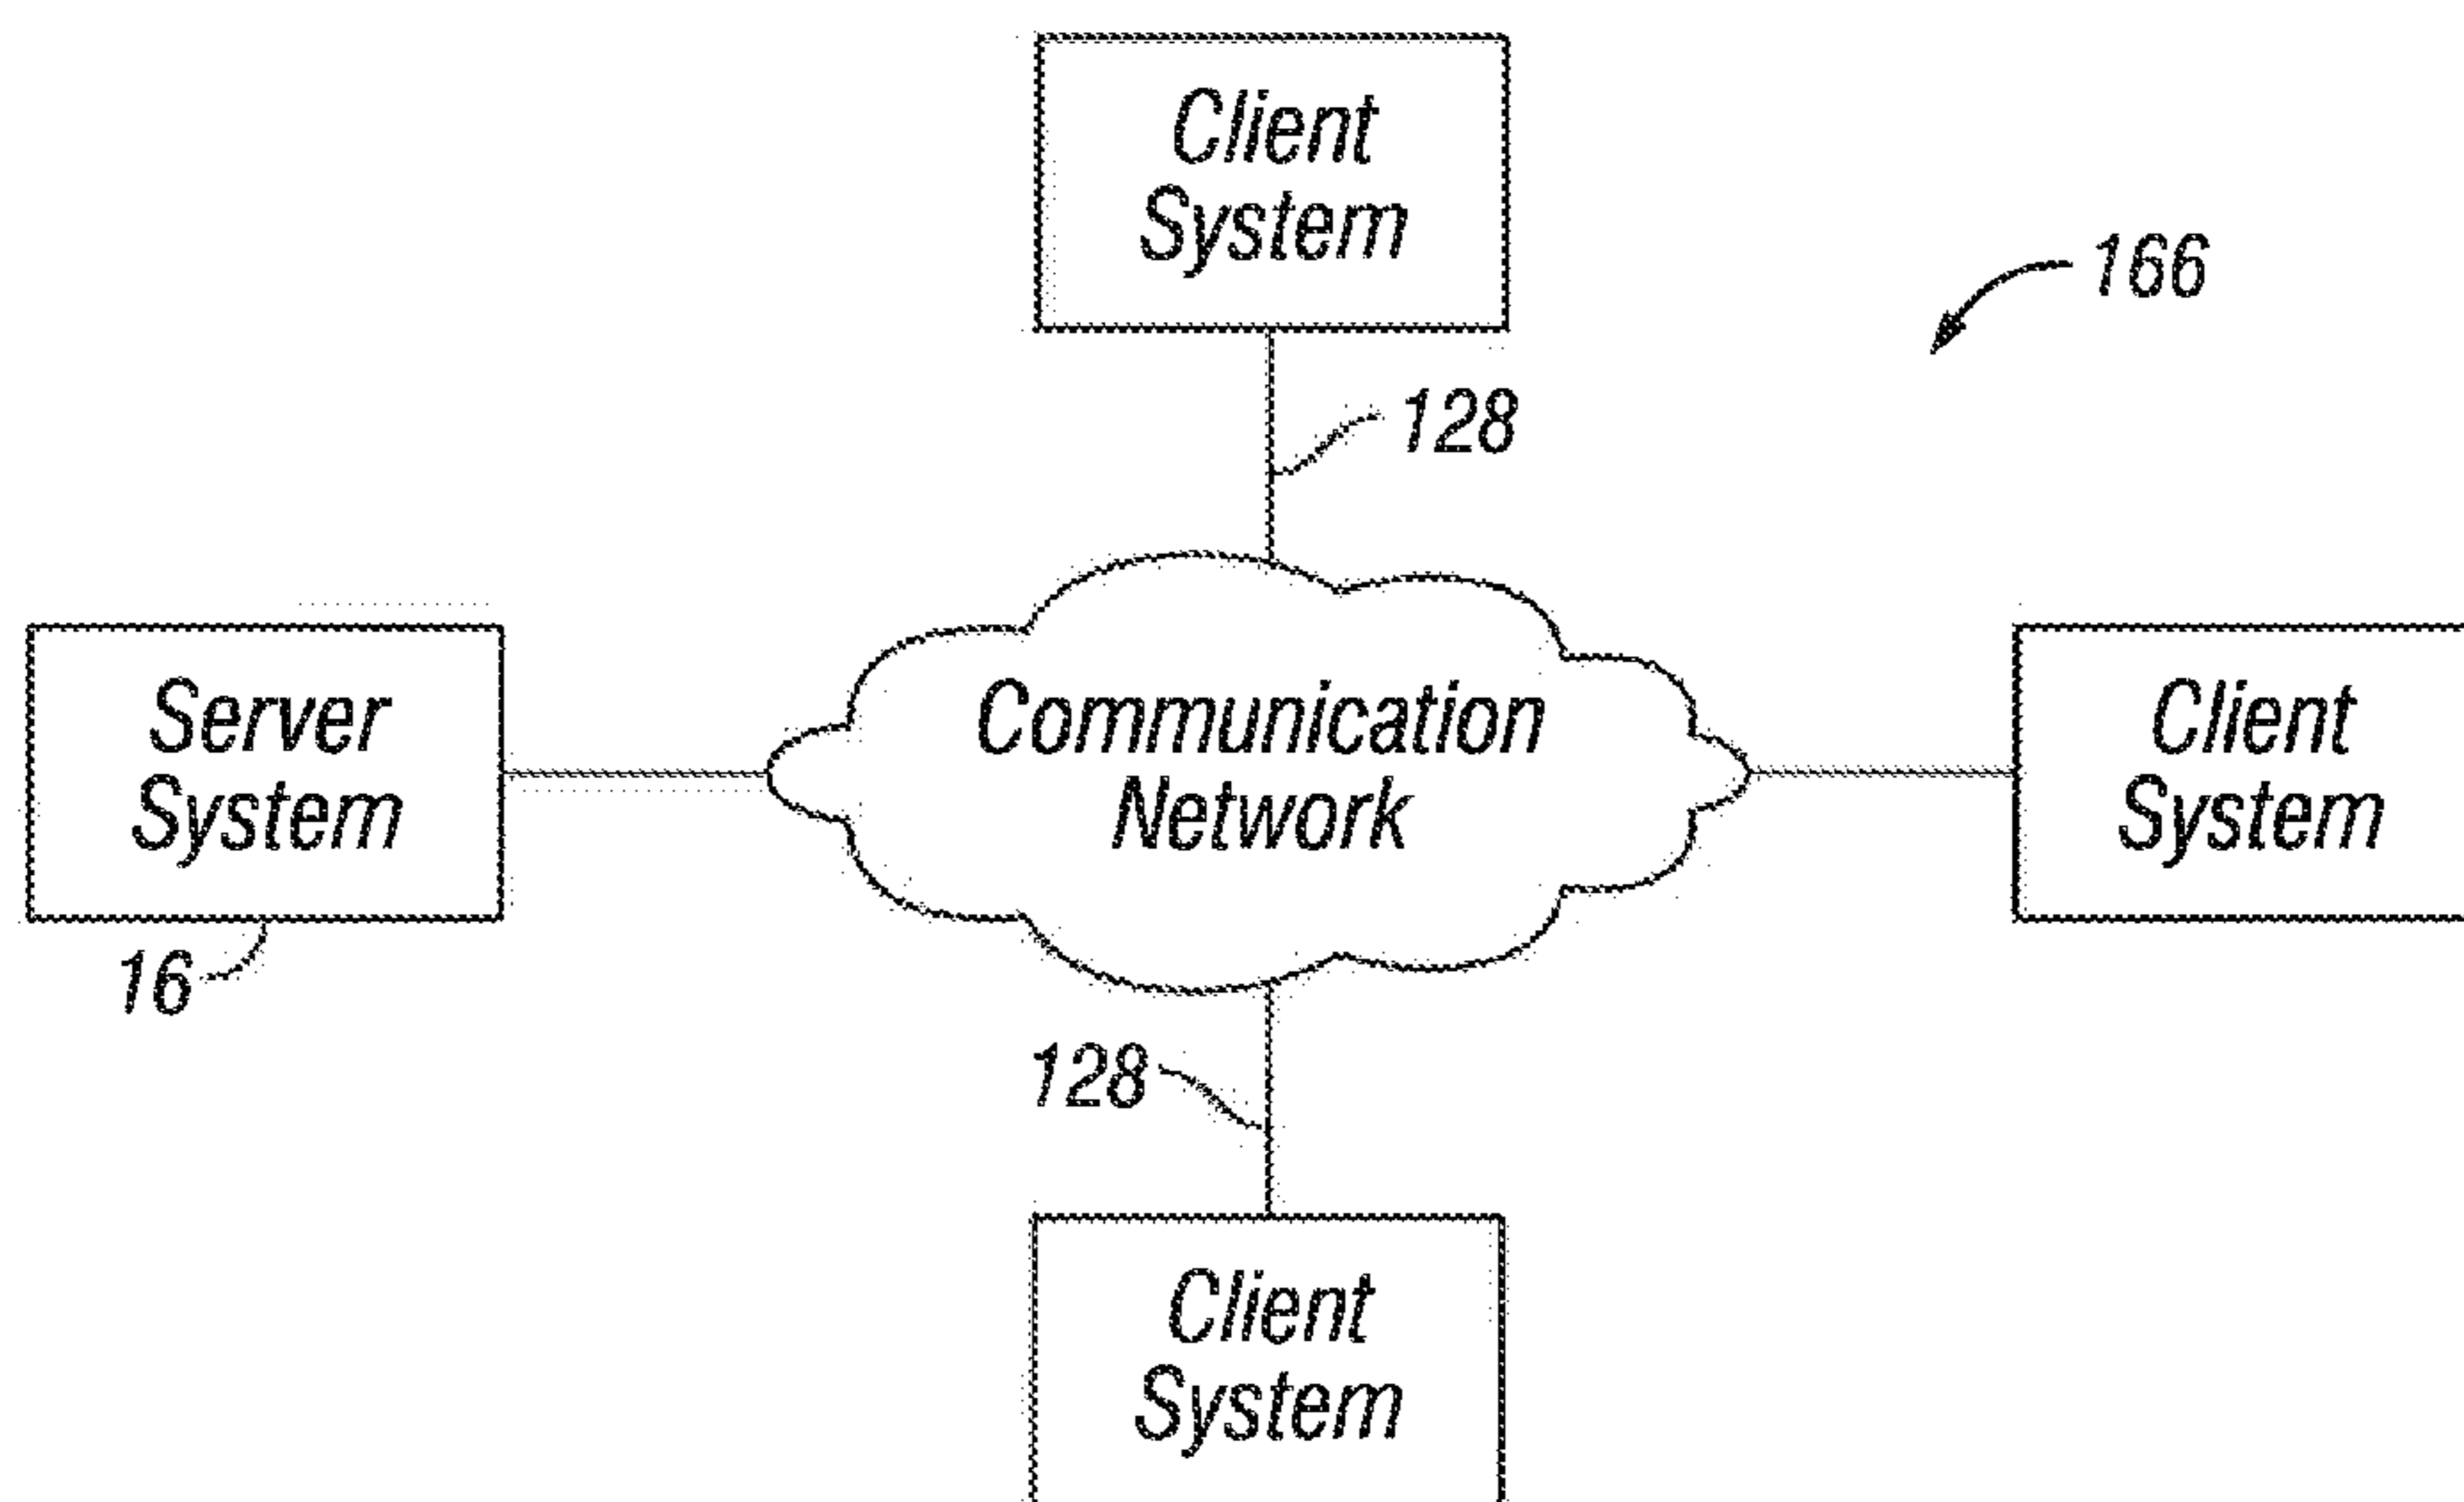 Client
System
166
128
Server
System
Communication
Network
Client
System
16
128
Client
System